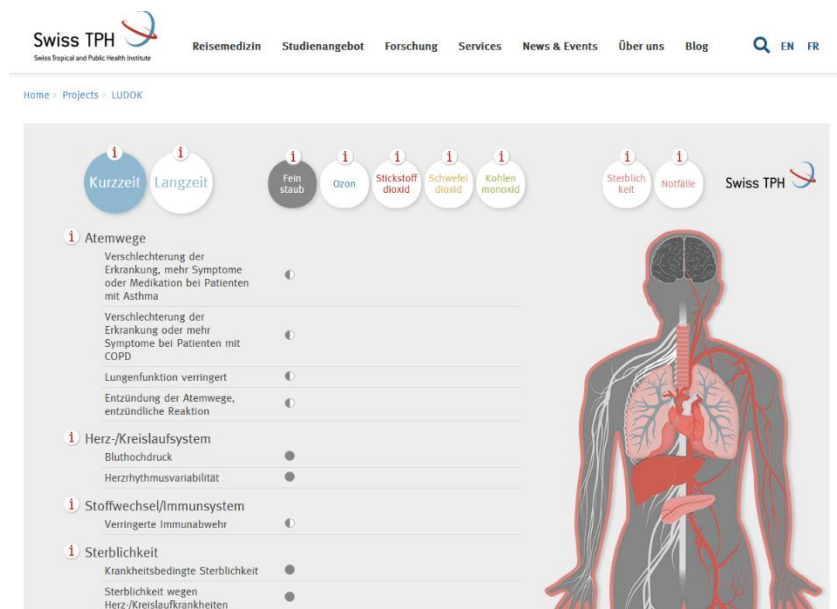 Swiss TPH
Swiss Tropical and Public Health Institute
Reisemedizin Studienangebot Forschung Services News & Events Über uns Blog EN FR
Home > Projects > LUDOK
i i i i i i i i i
Kurzzeit Langzeit
Fein
staub
Ozon
Stickstoff
dioxid
Schwefel
dioxid
Kohlen
monoxid
Sterblich
keit
Notfälle
Swiss TPH
i Atemwege
Verschlechterung der
Erkrankung, mehr Symptome
oder Medikation bei Patienten
mit Asthma
Verschlechterung der
Erkrankung oder mehr
Symptome bei Patienten mit
COPD
Lungenfunktion verringert
Entzündung der Atemwege,
entzündliche Reaktion
i Herz-/Kreislaufsystem
Bluthochdruck
Herzrhythmusvariabilität
i Stoffwechsel/Immunsystem
Verringerte Immunabwehr
i Sterblichkeit
Krankheitsbedingte Sterblichkeit
Sterblichkeit wegen
Herz-/Kreislaufkrankheiten